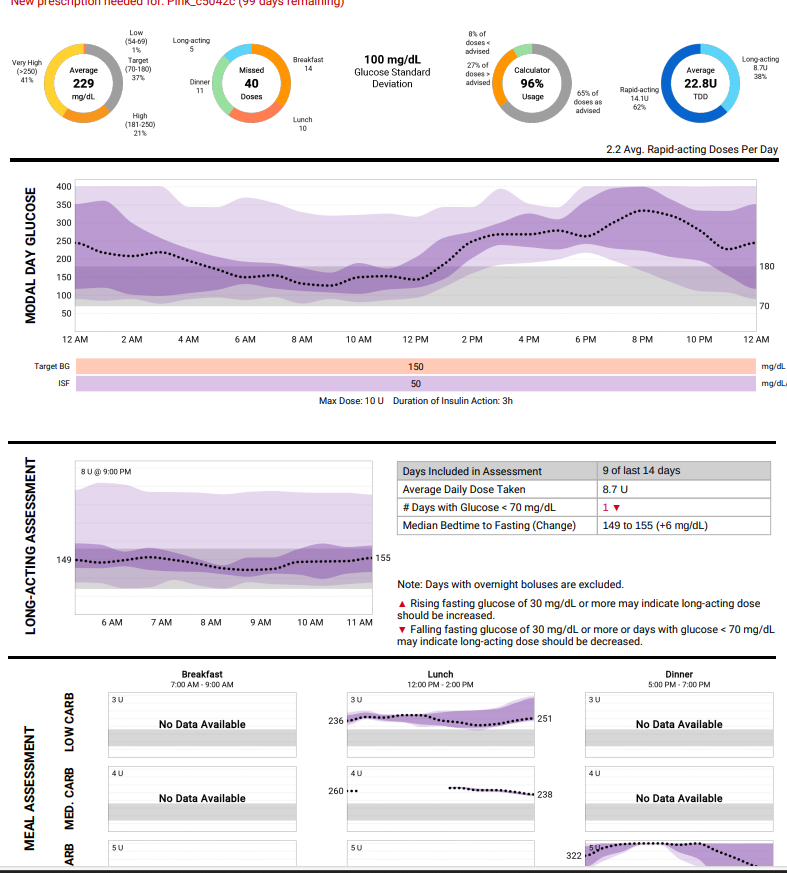 New prescription needed for: Pink_c5042c (99 days remaining)
Very High
(>250)
41%
Low
(54-69)
1%
Target
(70-180)
37%
High
(181-250)
21%
Average
229
mg/dL
Long-acting
5
Breakfast
14
Dinner
11
Lunch
10
Missed
40
Doses
100 mg/dL
Glucose Standard
Deviation
8% of
doses <
advised
27% of
doses >
advised
65% of
doses as
advised
Calculator
96%
Usage
Long-acting
8.7U
38%
Rapid-acting
14.1U
62%
Average
22.8U
TDD
2.2 Avg. Rapid-acting Doses Per Day
MODAL DAY GLUCOSE
400
350
300
250
200
150
100
50
180
70
12 AM 2 AM 4 AM 6 AM 8 AM 10 AM 12 PM 2 PM 4 PM 6 PM 8 PM 10 PM 12 AM
Target BG 150 mg/dL
ISF 50 mg/dL/
Max Dose: 10 U Duration of Insulin Action: 3h
LONG-ACTING ASSESSMENT
8 U @ 9:00 PM
149
155
6 AM 7 AM 8 AM 9 AM 10 AM 11 AM
Days Included in Assessment 9 of last 14 days
Average Daily Dose Taken 8.7 U
# Days with Glucose < 70 mg/dL 1 ▼
Median Bedtime to Fasting (Change) 149 to 155 (+6 mg/dL)
Note: Days with overnight boluses are excluded.
▲ Rising fasting glucose of 30 mg/dL or more may indicate long-acting dose
should be increased.
▼ Falling fasting glucose of 30 mg/dL or more or days with glucose < 70 mg/dL
may indicate long-acting dose should be decreased.
MEAL ASSESSMENT
Breakfast
7:00 AM - 9:00 AM
Lunch
12:00 PM - 2:00 PM
Dinner
5:00 PM - 7:00 PM
LOW CARB
3 U
No Data Available
3 U
236
251
3 U
No Data Available
MED. CARB
4 U
No Data Available
4 U
260
238
4 U
No Data Available
ARB
5 U
5 U
5 U
322